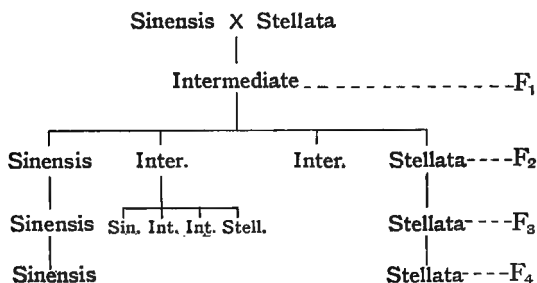 Sinensis X Stellata
Intermediate F₁
Sinensis Inter. Inter. Stellata F₂
Sinensis Sin. Int. Int. Stell. Stellata F₃
Sinensis Stellata F₄